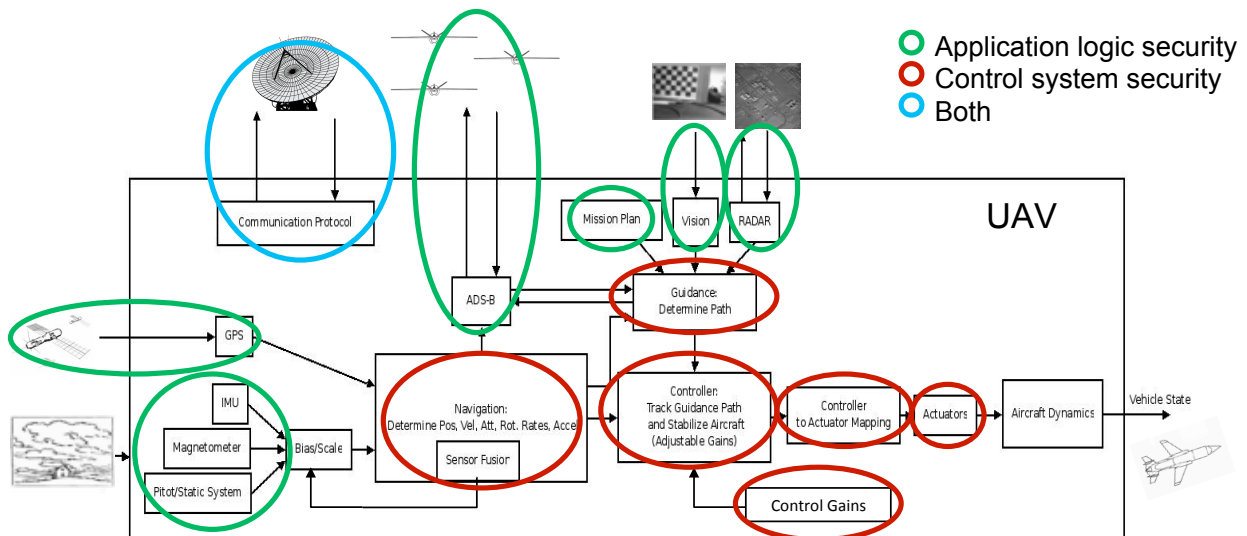 Application logic security
Control system security
Both
UAV
Communication Protocol
Mission Plan
Vision
RADAR
ADS-B
Guidance:
Determine Path
GPS
IMU
Magnetometer
Pitot/Static System
Bias/Scale
Navigation:
Determine Pos, Vel, Att, Rot. Rates, Accel
Sensor Fusion
Controller:
Track Guidance Path
and Stabilize Aircraft
(Adjustable Gains)
Controller
to Actuator Mapping
Actuators
Aircraft Dynamics
Vehicle State
Control Gains